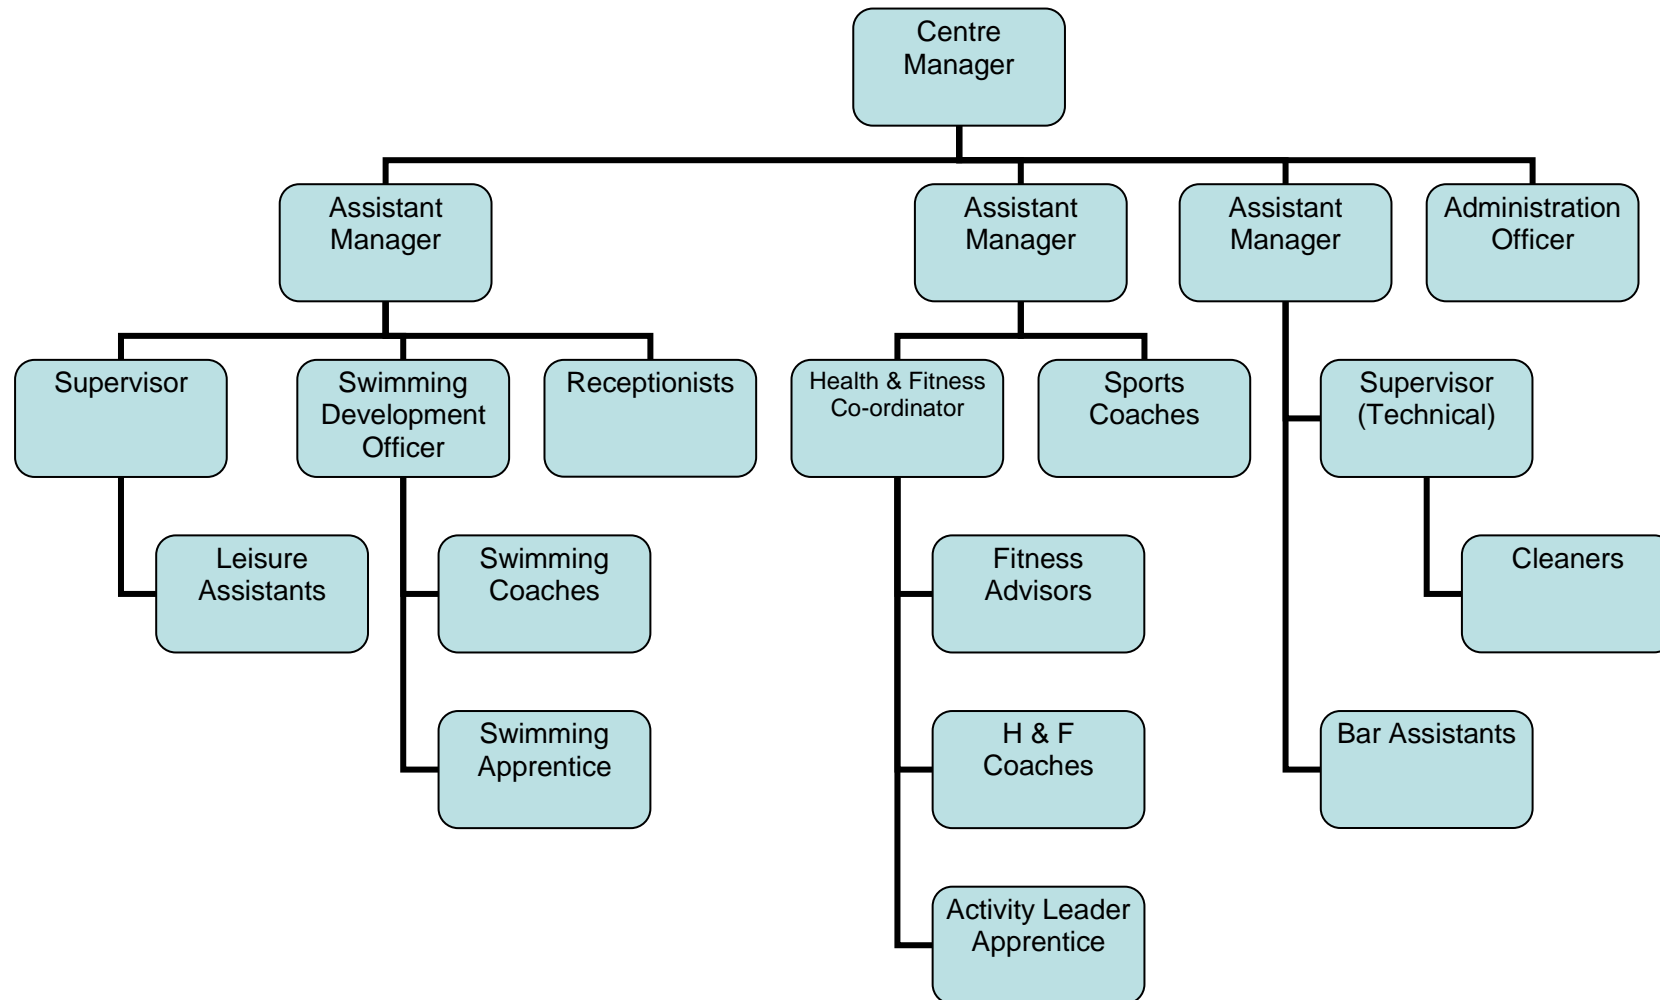 Centre
Manager
Assistant
Manager
Assistant
Manager
Assistant
Manager
Administration
Officer
Supervisor
Swimming
Development
Officer
Receptionists
Health & Fitness
Co-ordinator
Sports
Coaches
Supervisor
(Technical)
Leisure
Assistants
Swimming
Coaches
Fitness
Advisors
Cleaners
Swimming
Apprentice
H & F
Coaches
Bar Assistants
Activity Leader
Apprentice